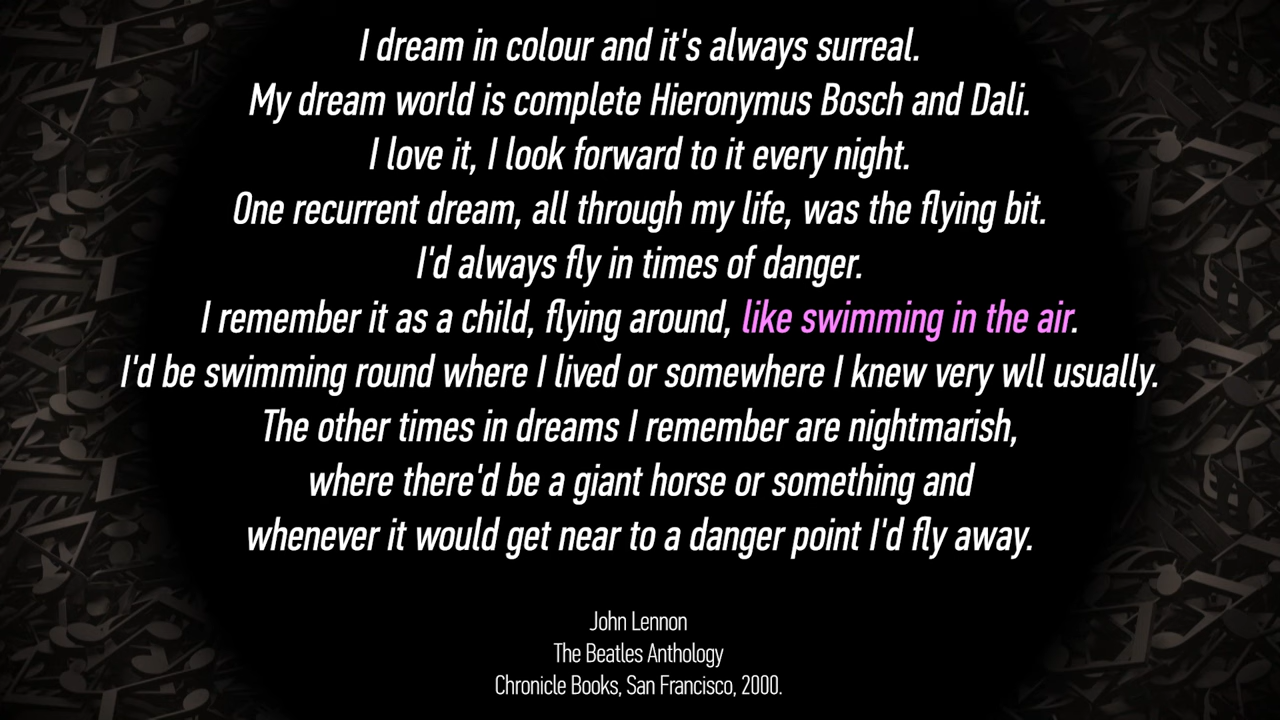 I dream in colour and it's always surreal.
My dream world is complete Hieronymus Bosch and Dali.
I love it, I look forward to it every night.
One recurrent dream, all through my life, was the flying bit.
I'd always fly in times of danger.
I remember it as a child, flying around, like swimming in the air.
I'd be swimming round where I lived or somewhere I knew very wll usually.
The other times in dreams I remember are nightmarish,
where there'd be a giant horse or something and
whenever it would get near to a danger point I'd fly away.
John Lennon
The Beatles Anthology
Chronicle Books, San Francisco, 2000.